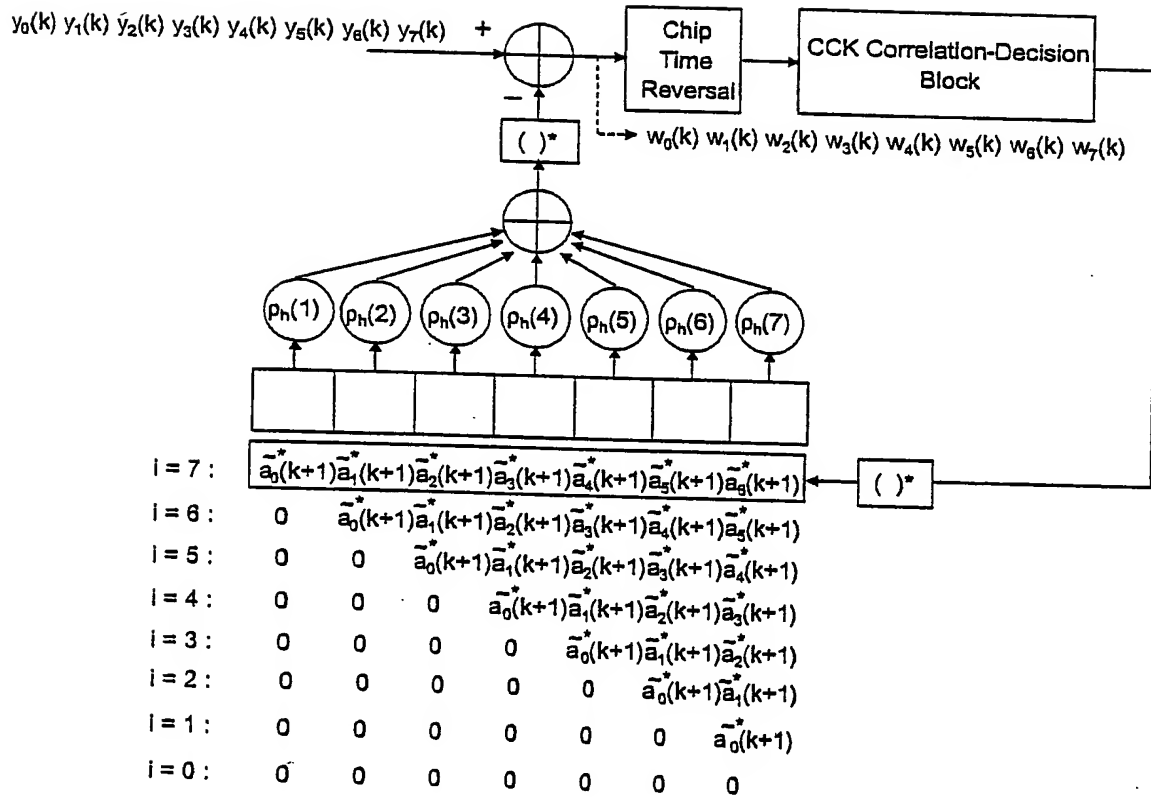 y₀(k) y₁(k) y₂(k) y₃(k) y₄(k) y₅(k) y₆(k) y₇(k)
+
Chip
Time
Reversal
CCK Correlation-Decision
Block
−
( )*
w₀(k) w₁(k) w₂(k) w₃(k) w₄(k) w₅(k) w₆(k) w₇(k)
ρₕ(1) ρₕ(2) ρₕ(3) ρₕ(4) ρₕ(5) ρₕ(6) ρₕ(7)
i = 7 : ã₀*(k+1) ã₁*(k+1) ã₂*(k+1) ã₃*(k+1) ã₄*(k+1) ã₅*(k+1) ã₆*(k+1)
( )*
i = 6 : 0 ã₀*(k+1) ã₁*(k+1) ã₂*(k+1) ã₃*(k+1) ã₄*(k+1) ã₅*(k+1)
i = 5 : 0 0 ã₀*(k+1) ã₁*(k+1) ã₂*(k+1) ã₃*(k+1) ã₄*(k+1)
i = 4 : 0 0 0 ã₀*(k+1) ã₁*(k+1) ã₂*(k+1) ã₃*(k+1)
i = 3 : 0 0 0 0 ã₀*(k+1) ã₁*(k+1) ã₂*(k+1)
i = 2 : 0 0 0 0 0 ã₀*(k+1) ã₁*(k+1)
i = 1 : 0 0 0 0 0 0 ã₀*(k+1)
i = 0 : 0 0 0 0 0 0 0